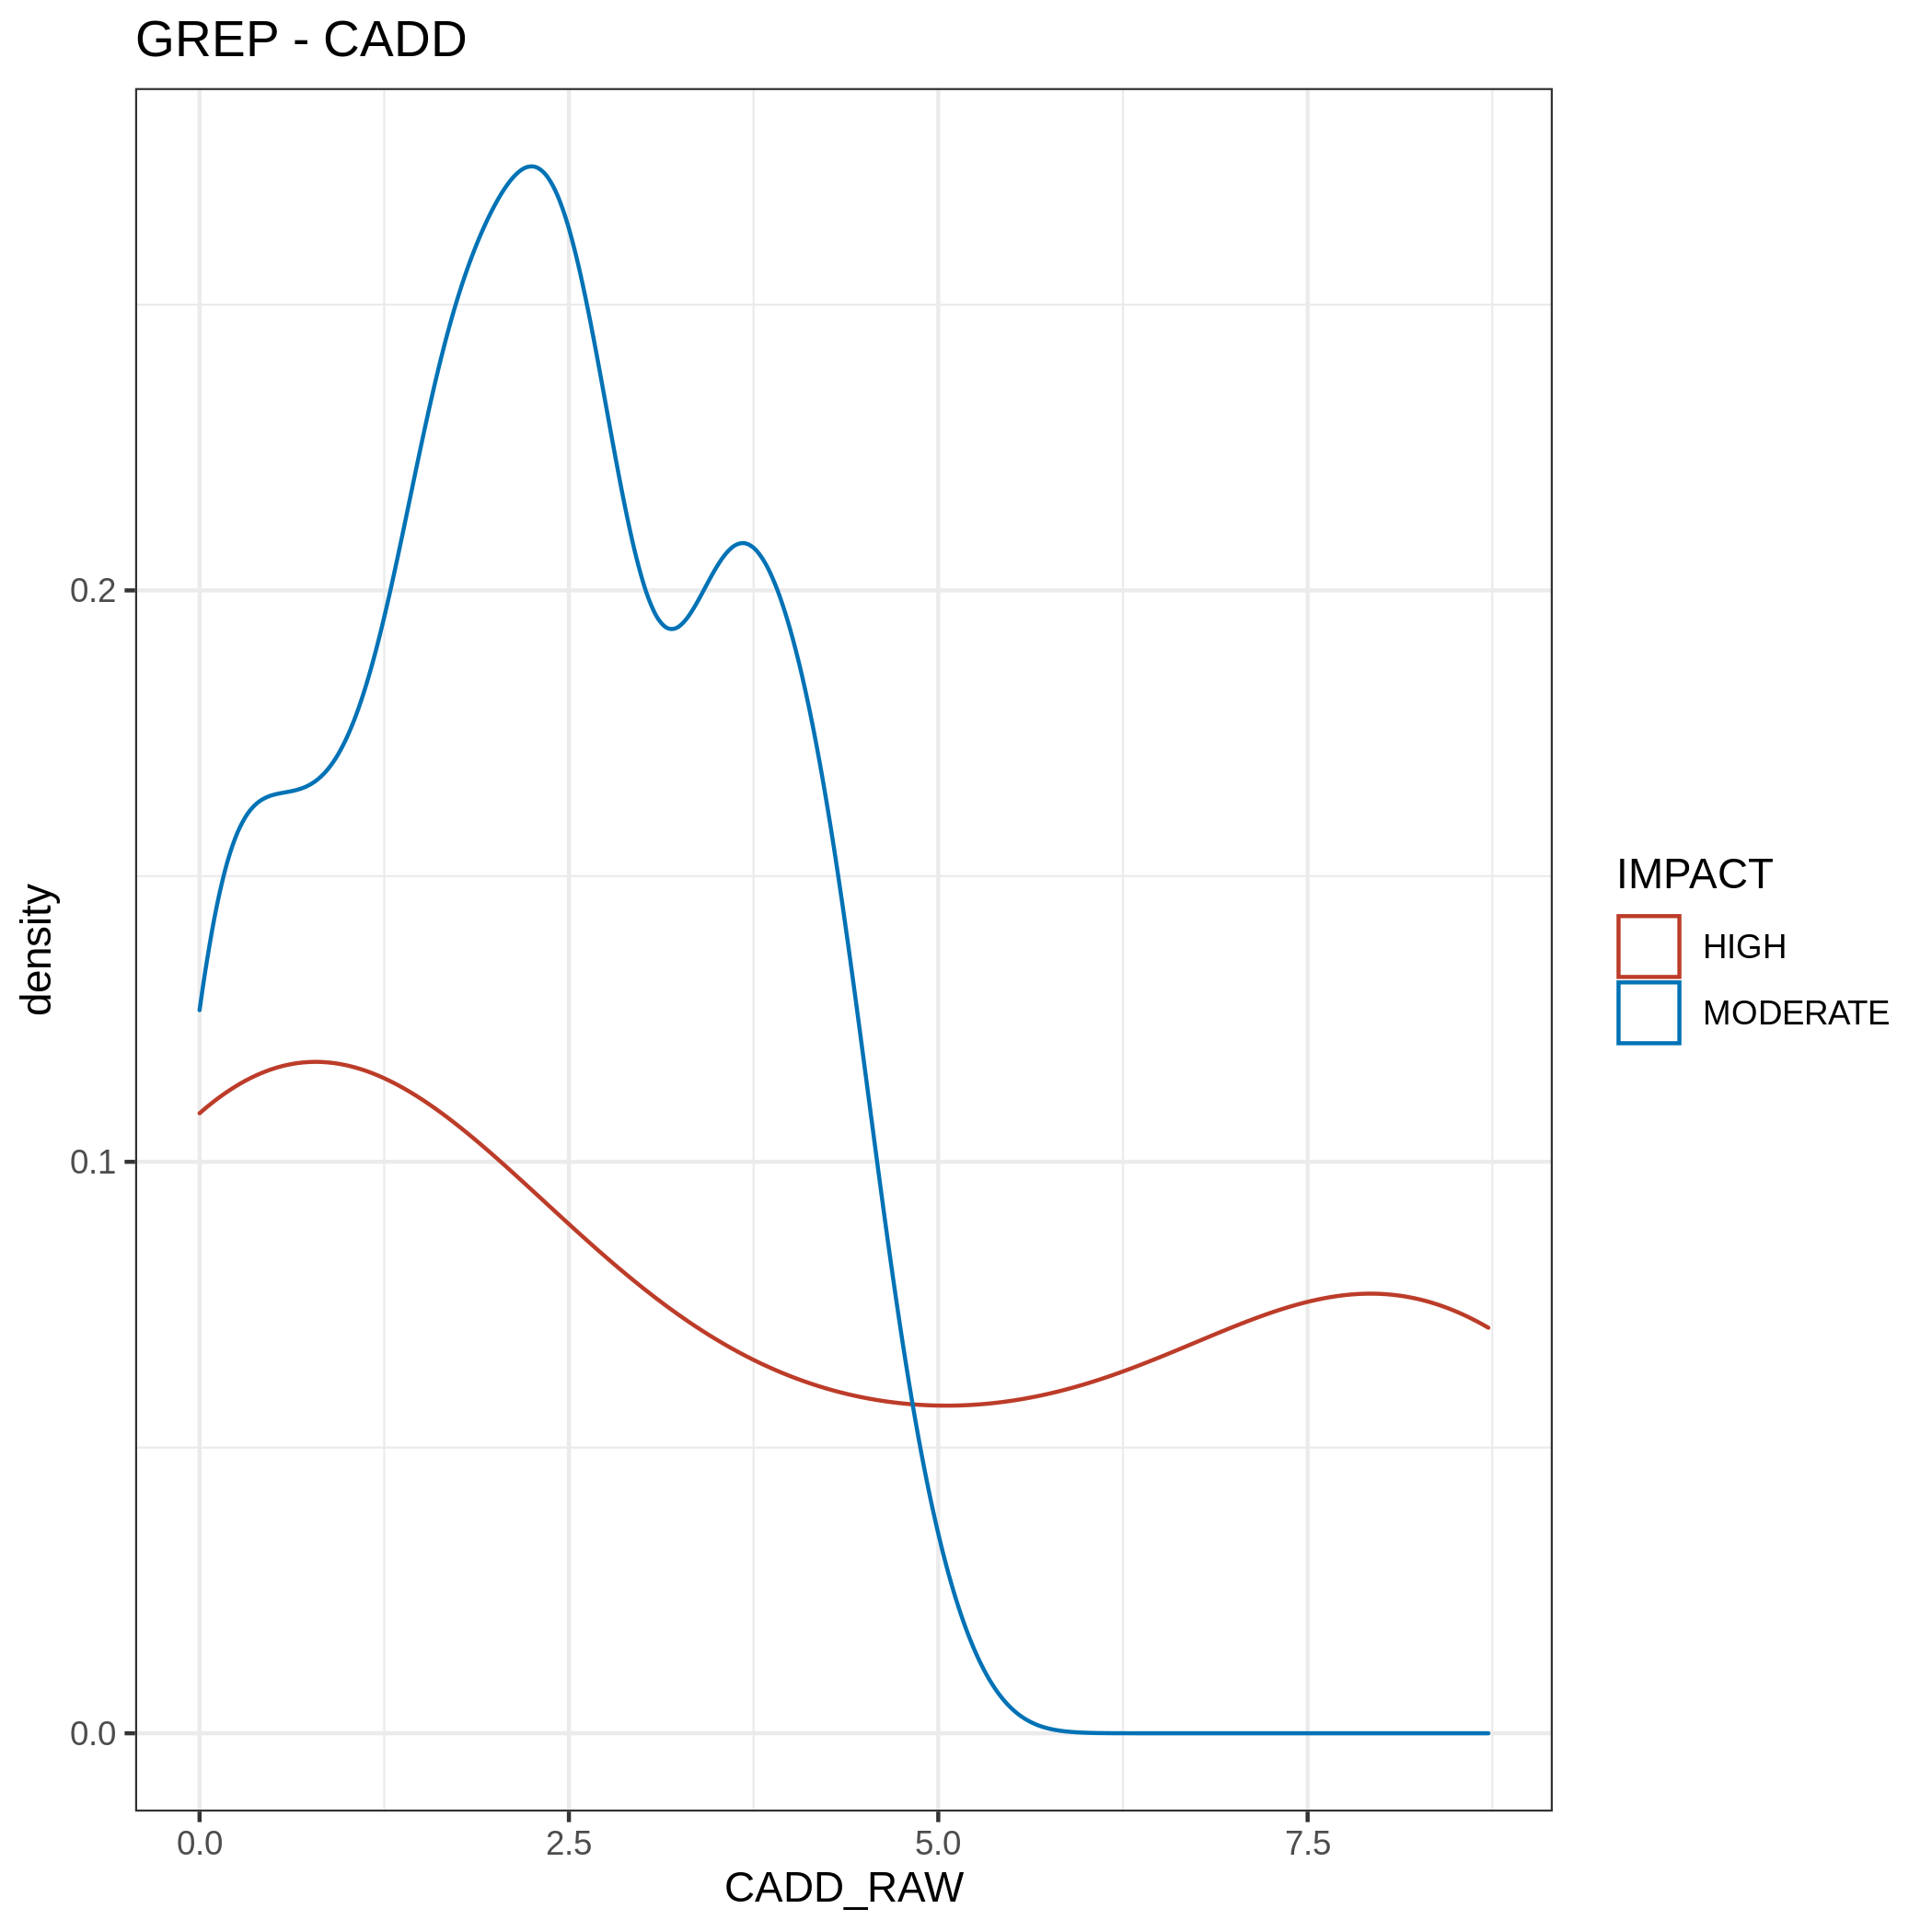 GREP - CADD
density
0.2
0.1
0.0
0.0 2.5 5.0 7.5
CADD_RAW
IMPACT
HIGH
MODERATE